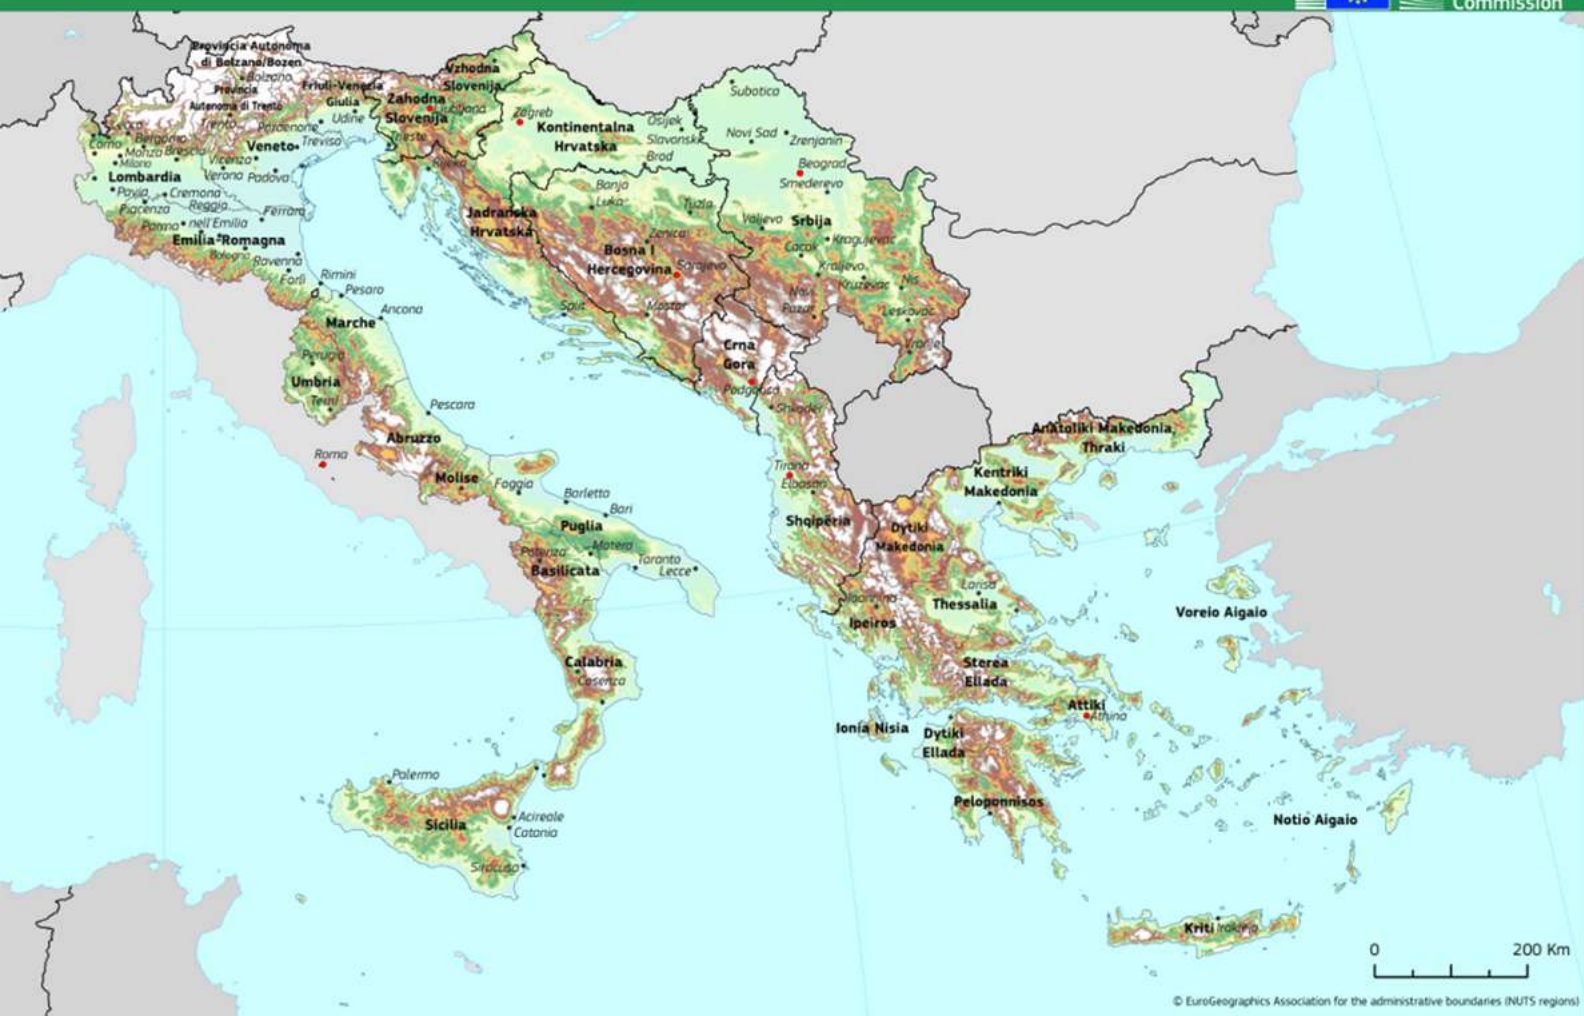 Commission
Provincia Autonoma
di Bolzano/Bozen
Bolzano
Provincia
Autonoma di Trento
Trento
Friuli-Venezia
Giulia
Pordenone
Udine
Trieste
Vzhodna
Slovenija
Zahodna
Slovenija
Ljubljana
Zagreb
Kontinentalna
Hrvatska
Osijek
Slavonski
Brod
Subotica
Novi Sad
Zrenjanin
Beograd
Smederevo
Lecco
Bergamo
Como
Monza
Brescia
Milano
Veneto
Treviso
Vicenza
Verona
Padova
Lombardia
Pavia
Cremona
Piacenza
Reggia
nell'Emilia
Parma
Ferrara
Emilia-Romagna
Bologna
Ravenna
Forlì
Rimini
Pesaro
Ancona
Marche
Perugia
Umbria
Terni
Rijeka
Jadranska
Hrvatska
Split
Banja
Luka
Tuzla
Zenica
Bosna I
Hercegovina
Sarajevo
Mostar
Valjevo
Srbija
Cacak
Kragujevac
Kraljevo
Kruzevac
Nis
Novi
Pazar
Leskovac
Vranje
Crna
Gora
Podgorica
Shkoder
Tirana
Elbasan
Shqipëria
Roma
Pescara
Abruzzo
Molise
Foggia
Barletta
Bari
Puglia
Matera
Potenza
Basilicata
Taranto
Lecce
Calabria
Cosenza
Palermo
Sicilia
Acireale
Catania
Siracusa
Anatoliki Makedonia,
Thraki
Kentriki
Makedonia
Dytiki
Makedonia
Larisa
Thessalia
Ioannina
Ipeiros
Sterea
Ellada
Attiki
Athina
Ionia Nisia
Dytiki
Ellada
Peloponnisos
Voreio Aigaio
Notio Aigaio
Kriti
Irakleio
0 200 Km
© EuroGeographics Association for the administrative boundaries (NUTS regions)